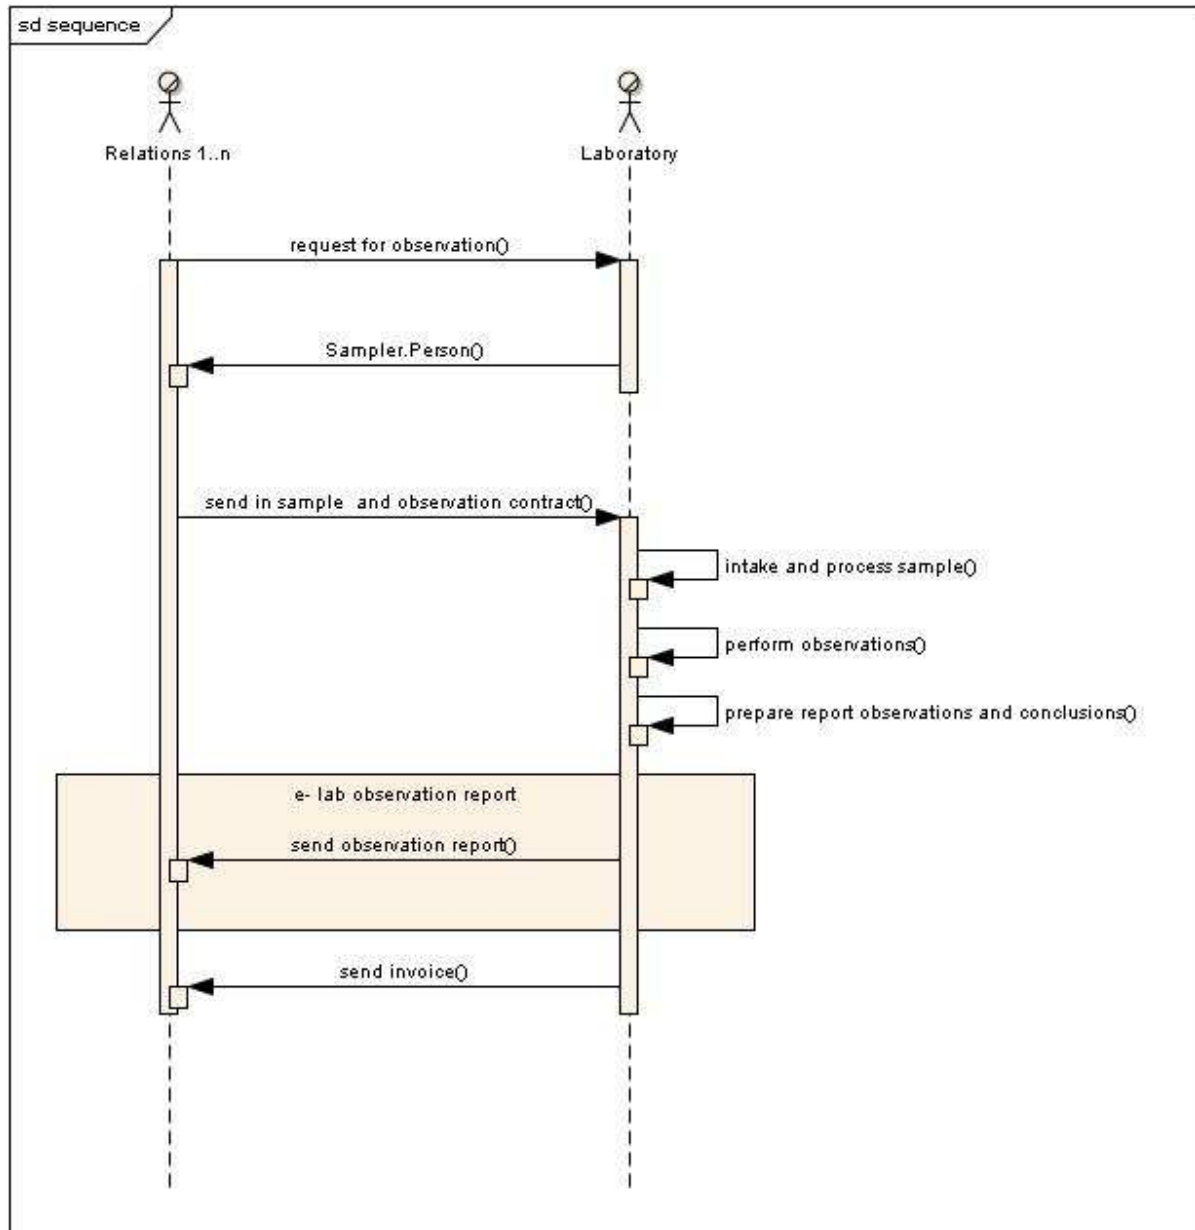 sd sequence
Relations 1..n
Laboratory
request for observation()
Sampler.Person()
send in sample and observation contract()
intake and process sample()
perform observations()
prepare report observations and conclusions()
e- lab observation report
send observation report()
send invoice()